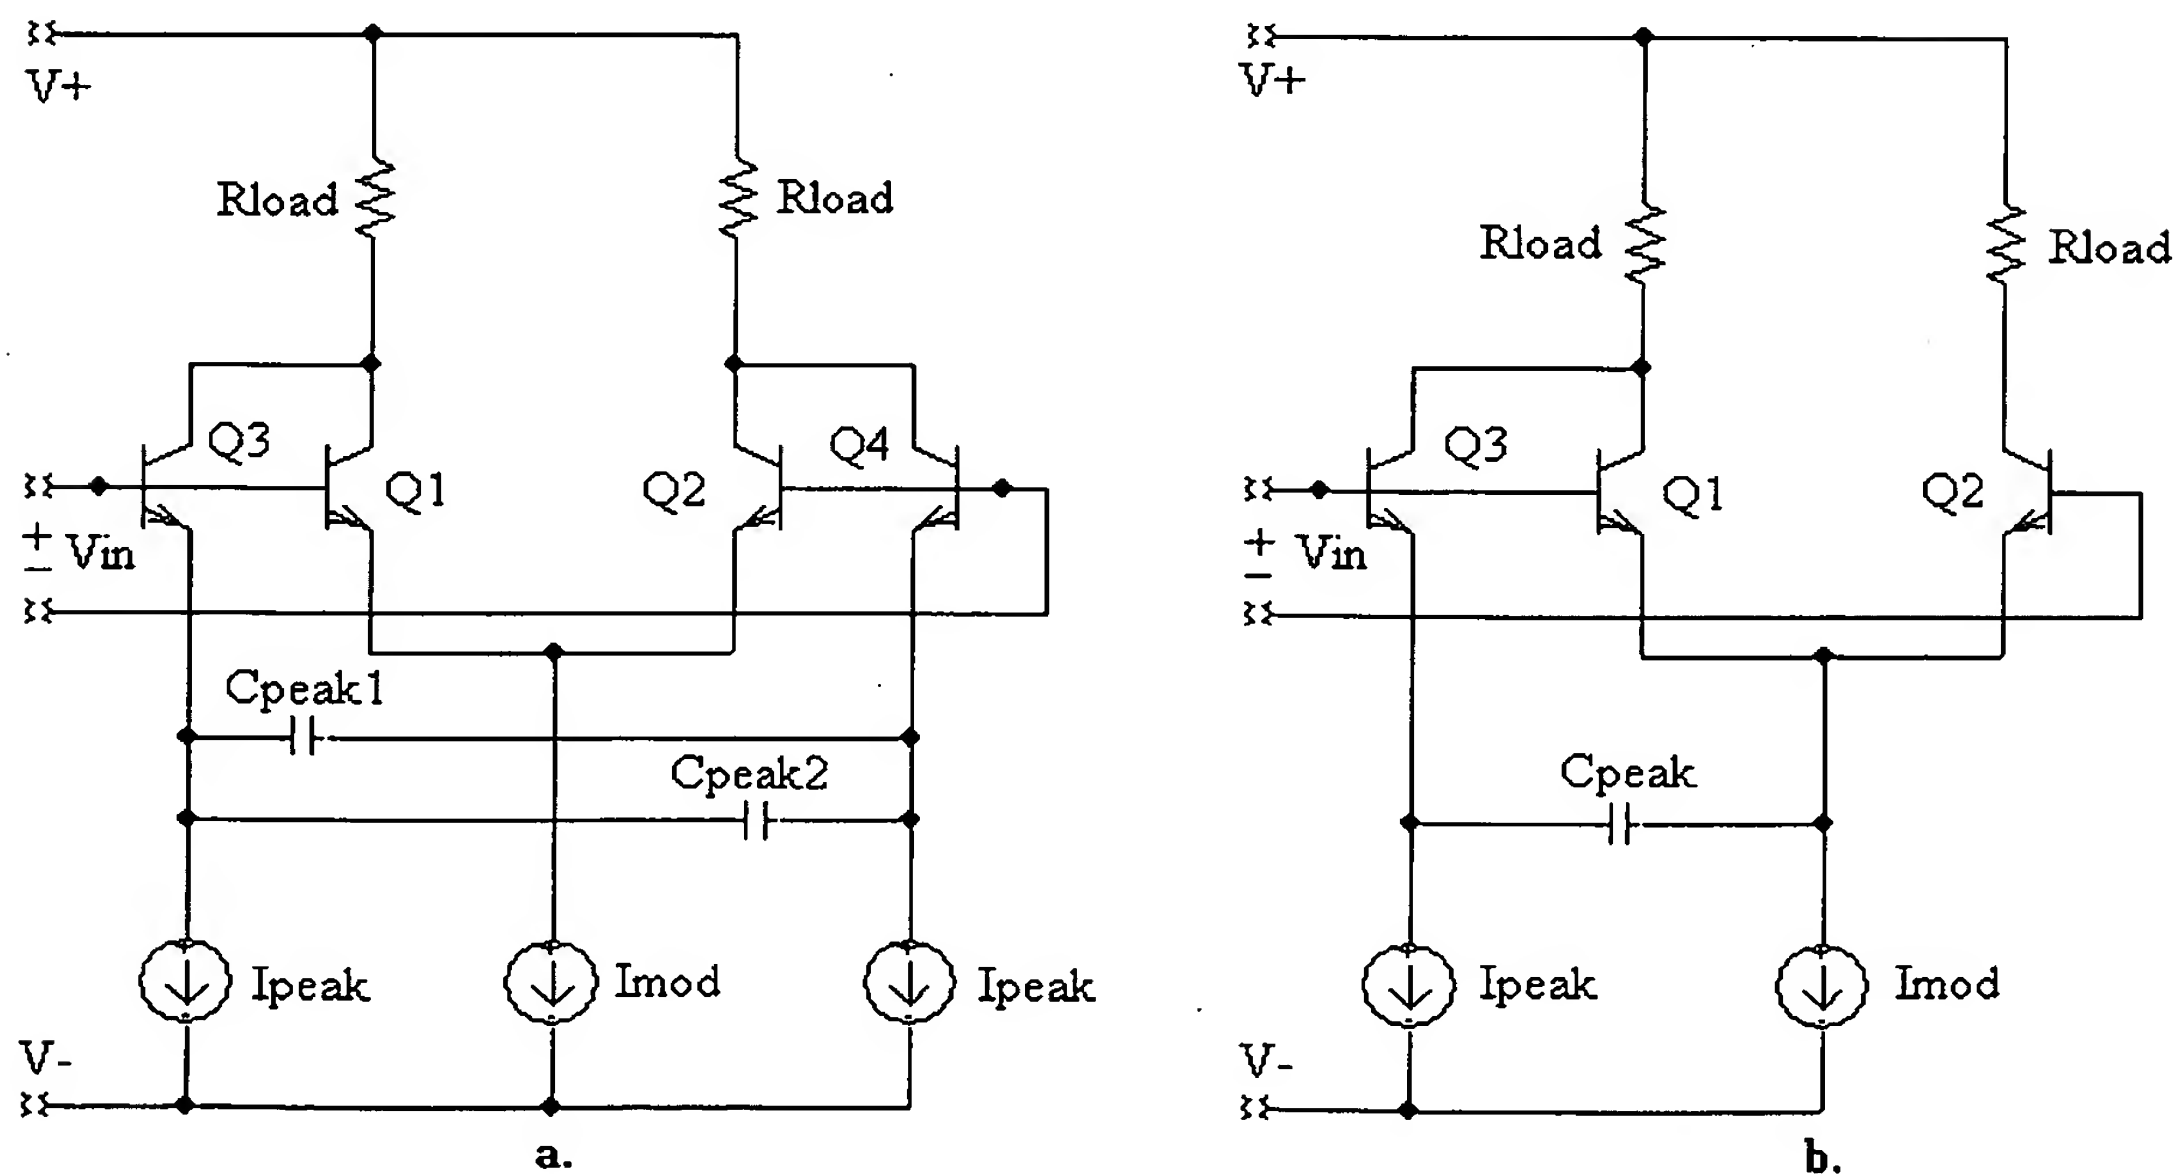 V+
Rload
Rload
Q3
Q1
Q2
Q4
+
Vin
−
Cpeak1
Cpeak2
Ipeak
Imod
Ipeak
V-
a.
V+
Rload
Rload
Q3
Q1
Q2
+
Vin
−
Cpeak
Ipeak
Imod
V-
b.